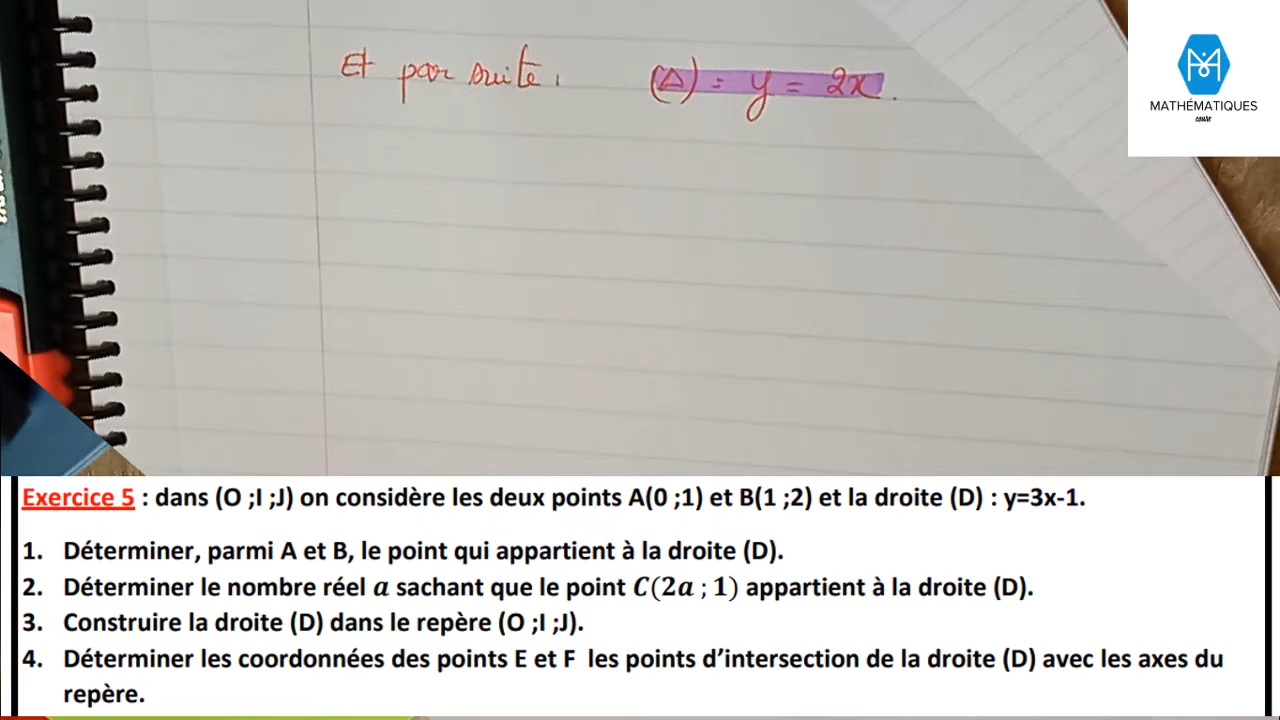 Et par suite : (Δ) : y = 2x.
MATHÉMATIQUES
cour
Exercice 5 : dans (O ;I ;J) on considère les deux points A(0 ;1) et B(1 ;2) et la droite (D) : y=3x-1.
1. Déterminer, parmi A et B, le point qui appartient à la droite (D).
2. Déterminer le nombre réel a sachant que le point C(2a ; 1) appartient à la droite (D).
3. Construire la droite (D) dans le repère (O ;I ;J).
4. Déterminer les coordonnées des points E et F les points d’intersection de la droite (D) avec les axes du
repère.